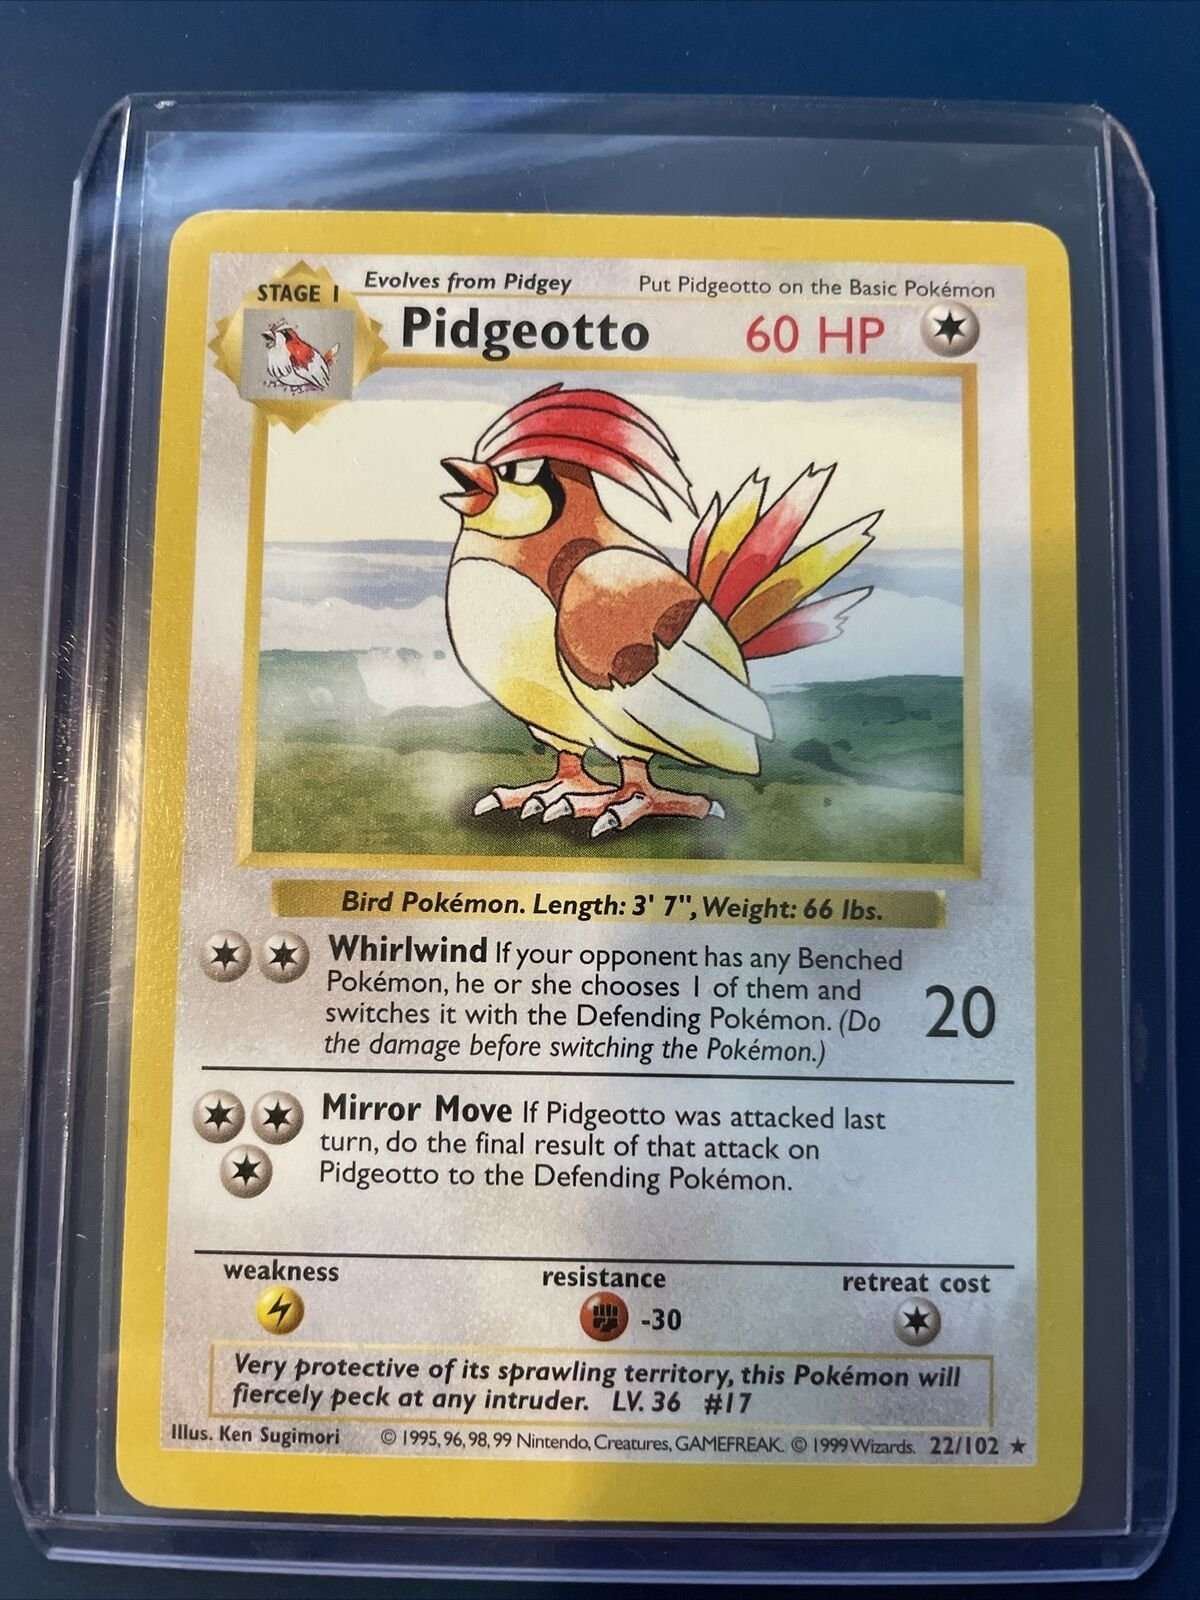 STAGE 1
Evolves from Pidgey
Put Pidgeotto on the Basic Pokémon
Pidgeotto
60 HP
Bird Pokémon. Length: 3' 7", Weight: 66 lbs.
Whirlwind If your opponent has any Benched
Pokémon, he or she chooses 1 of them and
switches it with the Defending Pokémon. (Do
the damage before switching the Pokémon.)
20
Mirror Move If Pidgeotto was attacked last
turn, do the final result of that attack on
Pidgeotto to the Defending Pokémon.
weakness
resistance
retreat cost
-30
Very protective of its sprawling territory, this Pokémon will
fiercely peck at any intruder. LV. 36 #17
Illus. Ken Sugimori
© 1995, 96, 98, 99 Nintendo, Creatures, GAMEFREAK. © 1999 Wizards.
22/102 ★